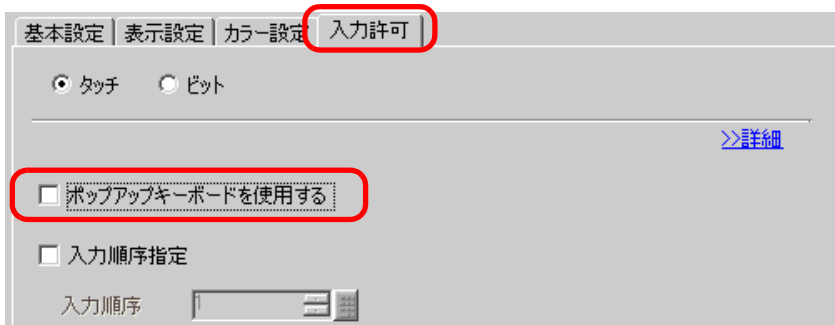 基本設定 表示設定 カラー設定 入力許可
タッチ ビット
>>詳細
ポップアップキーボードを使用する
入力順序指定
入力順序 1